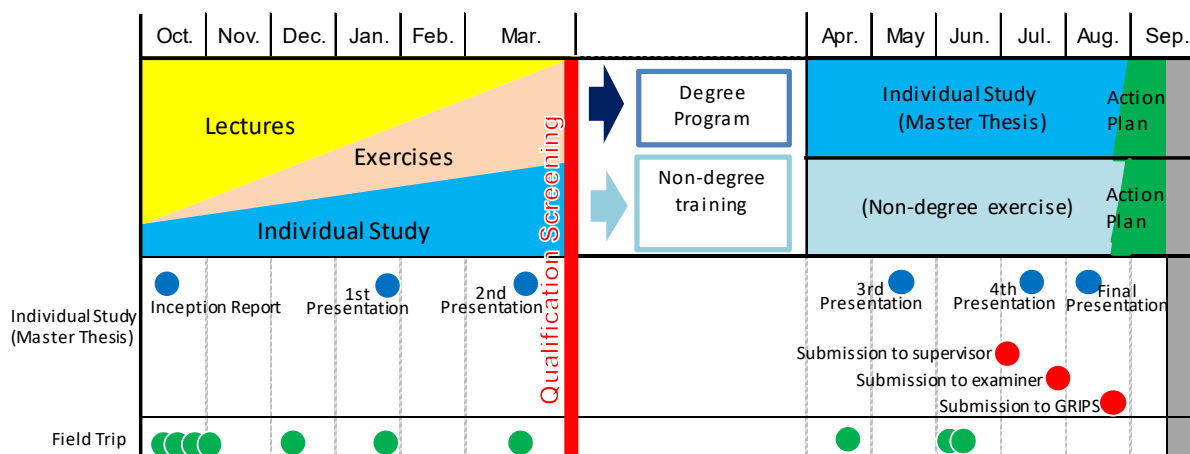 Oct. Nov. Dec. Jan. Feb. Mar. Apr. May Jun. Jul. Aug. Sep.
Lectures
Exercises
Individual Study
Qualification Screening
Degree
Program
Non-degree
training
Individual Study
(Master Thesis)
Action
Plan
(Non-degree exercise)
Action
Plan
Individual Study
(Master Thesis)
Inception Report
1st
Presentation
2nd
Presentation
3rd
Presentation
4th
Presentation
Final
Presentation
Submission to supervisor
Submission to examiner
Submission to GRIPS
Field Trip